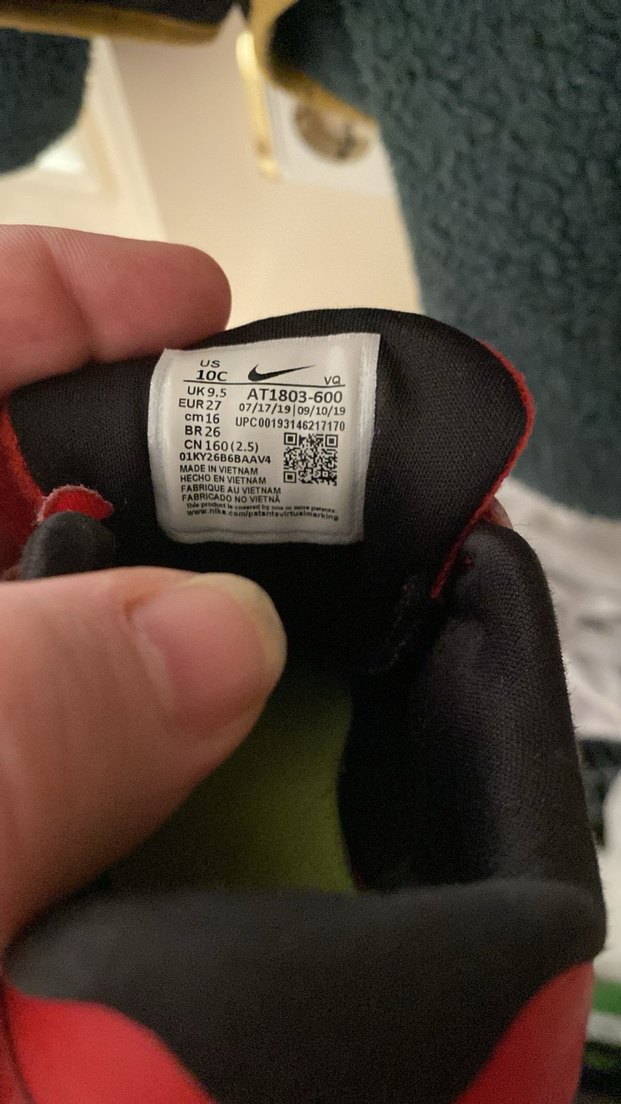 US
10C
VQ
UK 9.5
AT1803-600
EUR 27
07/17/19 | 09/10/19
cm 16
UPC00193146217170
BR 26
CN 160 (2.5)
01KY26B6BAAV4
MADE IN VIETNAM
HECHO EN VIETNAM
FABRIQUE AU VIETNAM
FABRICADO NO VIETNÃ
This product is covered by one or more patents
www.nike.com/patentsvirtualmarking